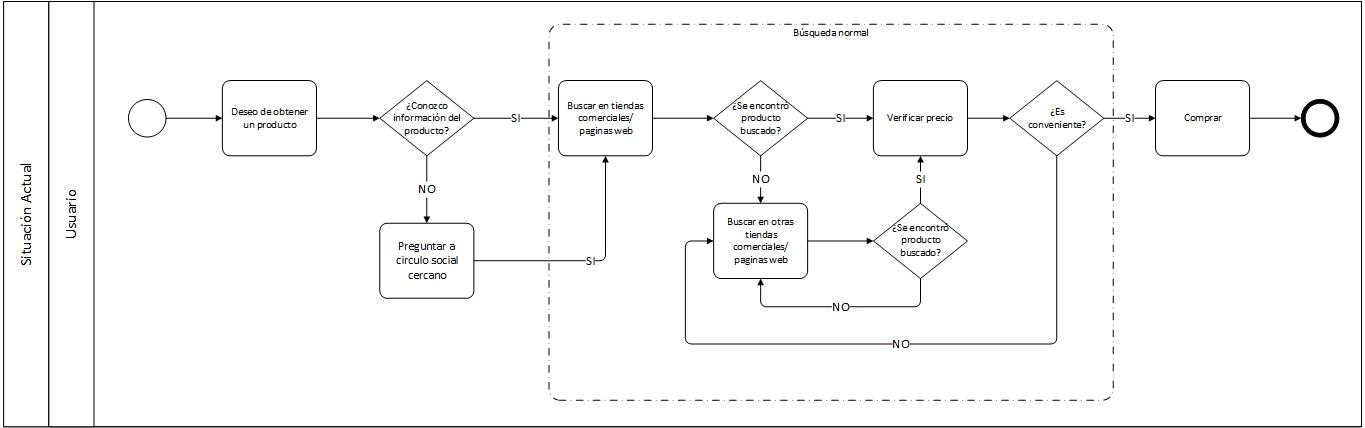 Situación Actual
Usuario
Búsqueda normal
Deseo de obtener
un producto
¿Conozco
información del
producto?
SI
Buscar en tiendas
comerciales/
paginas web
¿Se encontró
producto
buscado?
SI
Verificar precio
¿Es
conveniente?
SI
Comprar
NO
NO
SI
Preguntar a
circulo social
cercano
SI
Buscar en otras
tiendas
comerciales/
paginas web
¿Se encontró
producto
buscado?
NO
NO